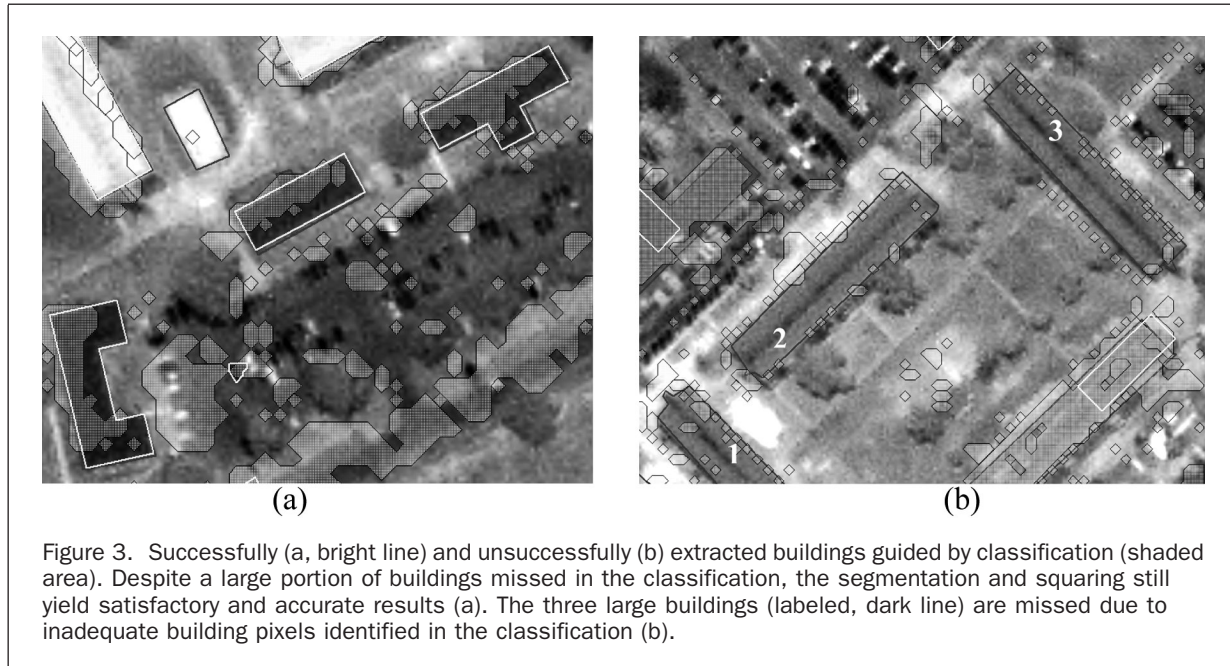 3
2
1
(a)
(b)
Figure 3. Successfully (a, bright line) and unsuccessfully (b) extracted buildings guided by classification (shaded
area). Despite a large portion of buildings missed in the classification, the segmentation and squaring still
yield satisfactory and accurate results (a). The three large buildings (labeled, dark line) are missed due to
inadequate building pixels identified in the classification (b).